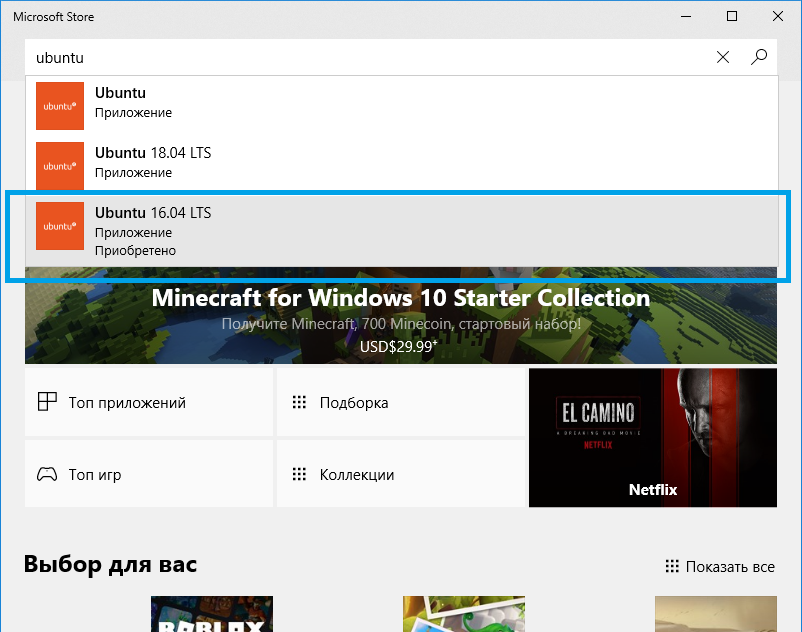 Microsoft Store
ubuntu
ubuntu®
Ubuntu
Приложение
ubuntu®
Ubuntu 18.04 LTS
Приложение
ubuntu®
Ubuntu 16.04 LTS
Приложение
Приобретено
Minecraft for Windows 10 Starter Collection
Получите Minecraft, 700 Minecoin, стартовый набор!
USD$29.99⁺
Топ приложений
Подборка
EL CAMINO
A BREAKING BAD MOVIE
NETFLIX
Netflix
Топ игр
Коллекции
Выбор для вас
Показать все
ROBLOX